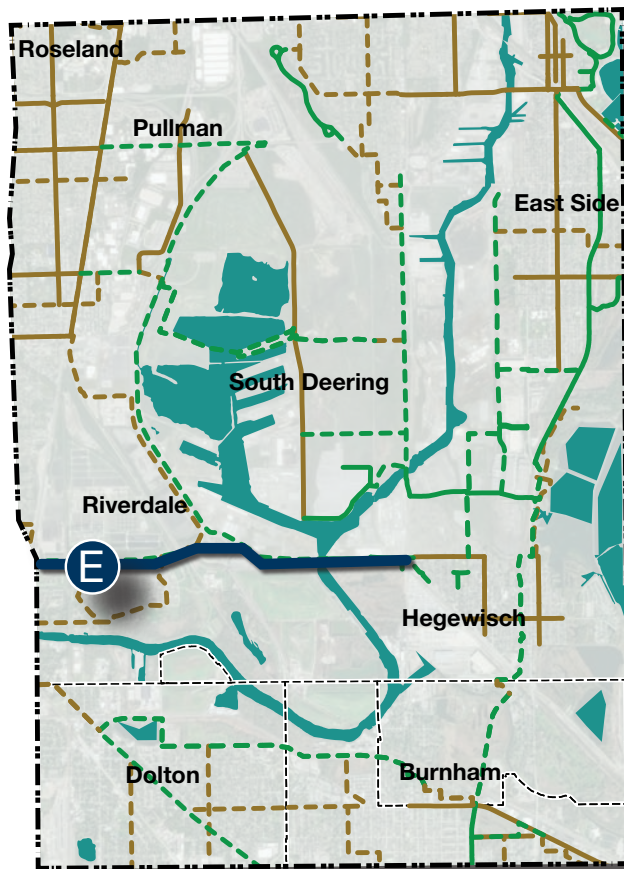 Roseland
Pullman
East Side
South Deering
Riverdale
E
Hegewisch
Dolton
Burnham